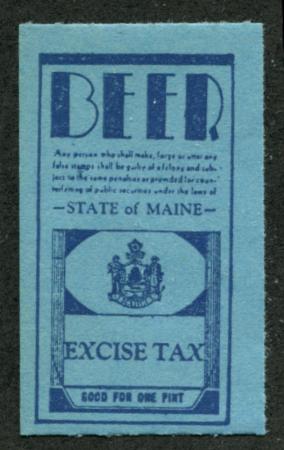 BEER
Any person who shall make, forge or utter any
false stamps shall be guilty of a felony and sub-
ject to the same penalties as provided for coun-
terfeiting of public securities under the laws of
—STATE of MAINE—
EXCISE TAX
GOOD FOR ONE PINT